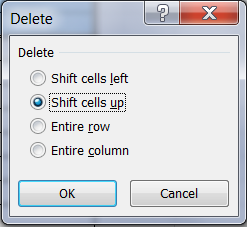 Delete
?
Delete
Shift cells left
Shift cells up
Entire row
Entire column
OK
Cancel